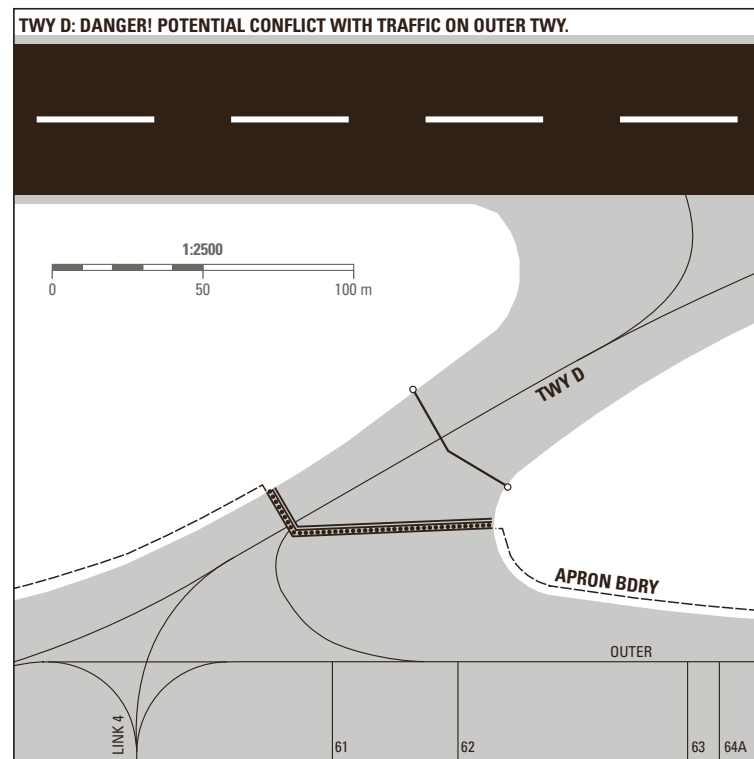 TWY D: DANGER! POTENTIAL CONFLICT WITH TRAFFIC ON OUTER TWY.
1:2500
0 50 100 m
TWY D
APRON BDRY
OUTER
LINK 4
61
62
63
64A